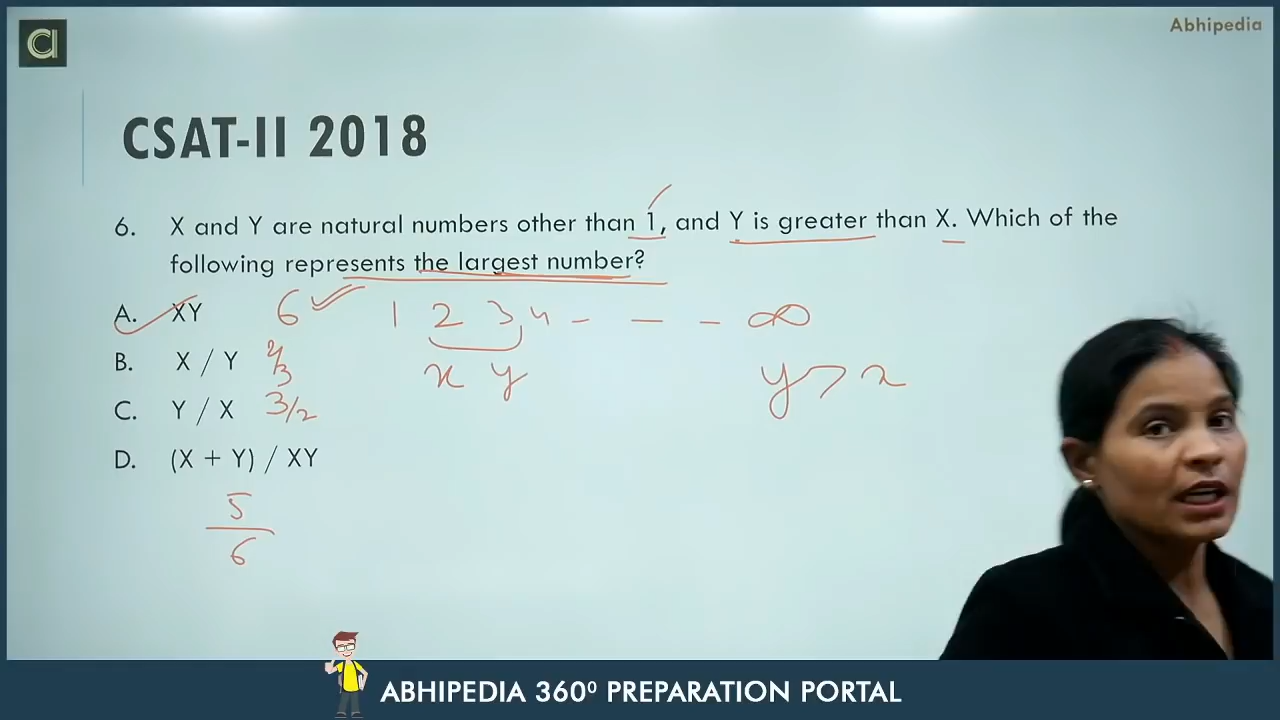 Abhipedia
CSAT-II 2018
6. X and Y are natural numbers other than 1, and Y is greater than X. Which of the
following represents the largest number?
A. XY 6 1 2 3, 4 - - - ∞
B. X / Y 2/3 x y y > x
C. Y / X 3/2
D. (X + Y) / XY
5
6
ABHIPEDIA 360⁰ PREPARATION PORTAL